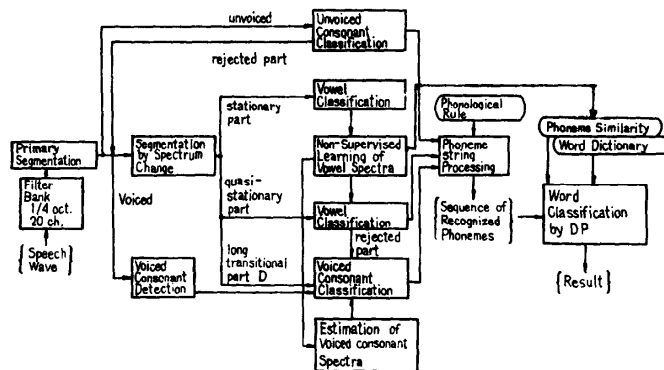 unvoiced
Unvoiced
Consonant
Classification
rejected part
stationary
part
Vowel
Classification
Phonological
Rule
Primary
Segmentation
Segmentation
by Spectrum
Change
Non-Supervised
Learning of
Vowel Spectra
Phoneme
String
Processing
Phoneme Similarity
Word Dictionary
Filter
Bank
1/4 oct.
20 ch.
Voiced
quasi-
stationary
part
Vowel
Classification
rejected
part
{Sequence of
Recognized
Phonemes}
Word
Classification
by DP
{Speech
Wave}
long
transitional
part D
Voiced
Consonant
Detection
Voiced
Consonant
Classification
{Result}
Estimation of
Voiced consonant
Spectra